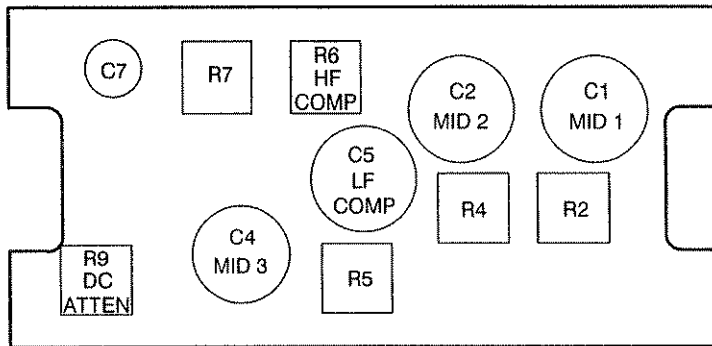 C7
R7
R6
HF
COMP
C2
MID 2
C1
MID 1
C5
LF
COMP
R4
R2
C4
MID 3
R5
R9
DC
ATTEN